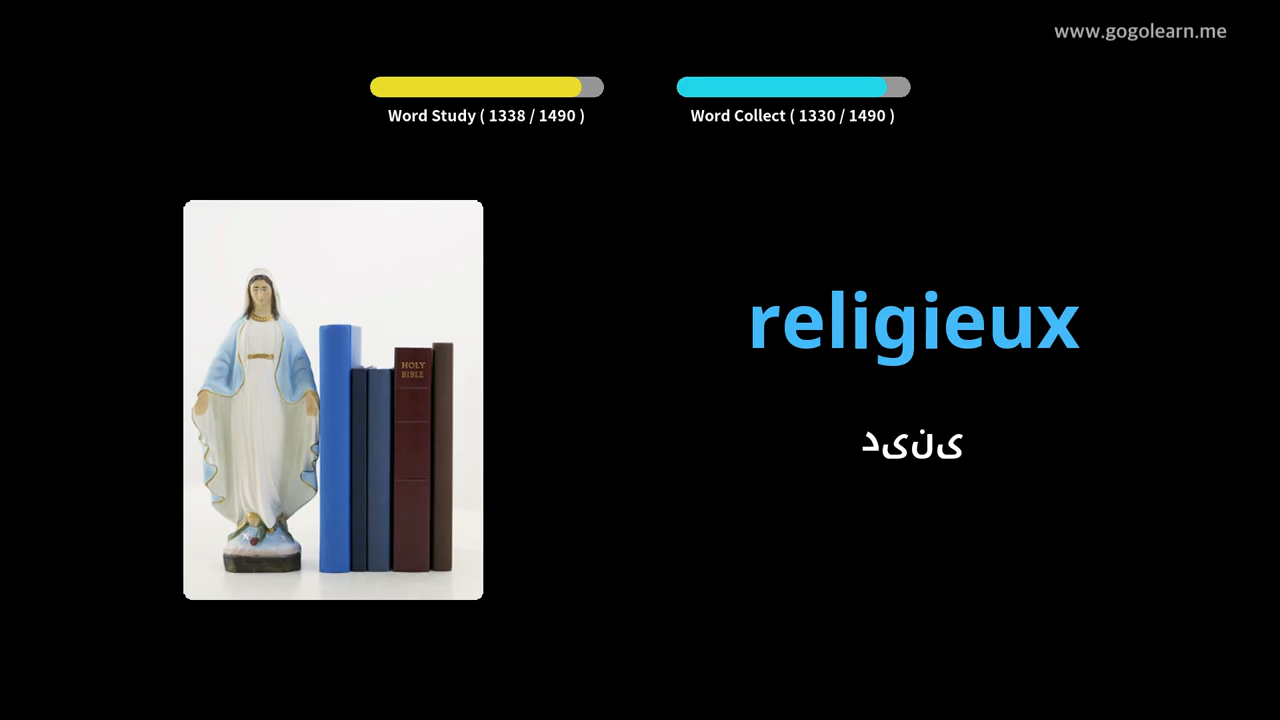 www.gogolearn.me
Word Study ( 1338 / 1490 )
Word Collect ( 1330 / 1490 )
HOLY
BIBLE
religieux
دینی